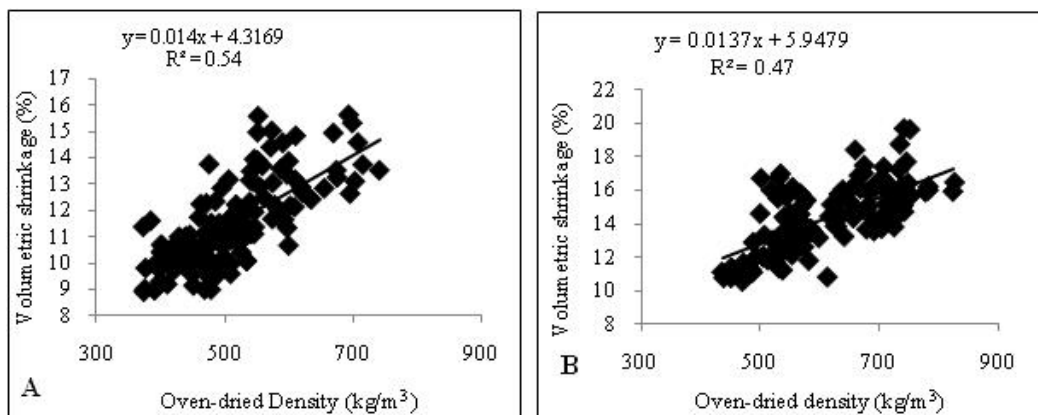 y= 0.014x + 4.3169
R² = 0.54
Volumetric shrinkage (%)
17
16
15
14
13
12
11
10
9
8
300
500
700
900
A
Oven-dried Density (kg/m³)
y = 0.0137x + 5.9479
R² = 0.47
Volumetric shrinkage (%)
22
20
18
16
14
12
10
8
300
500
700
900
B
Oven-dried density (kg/m³)